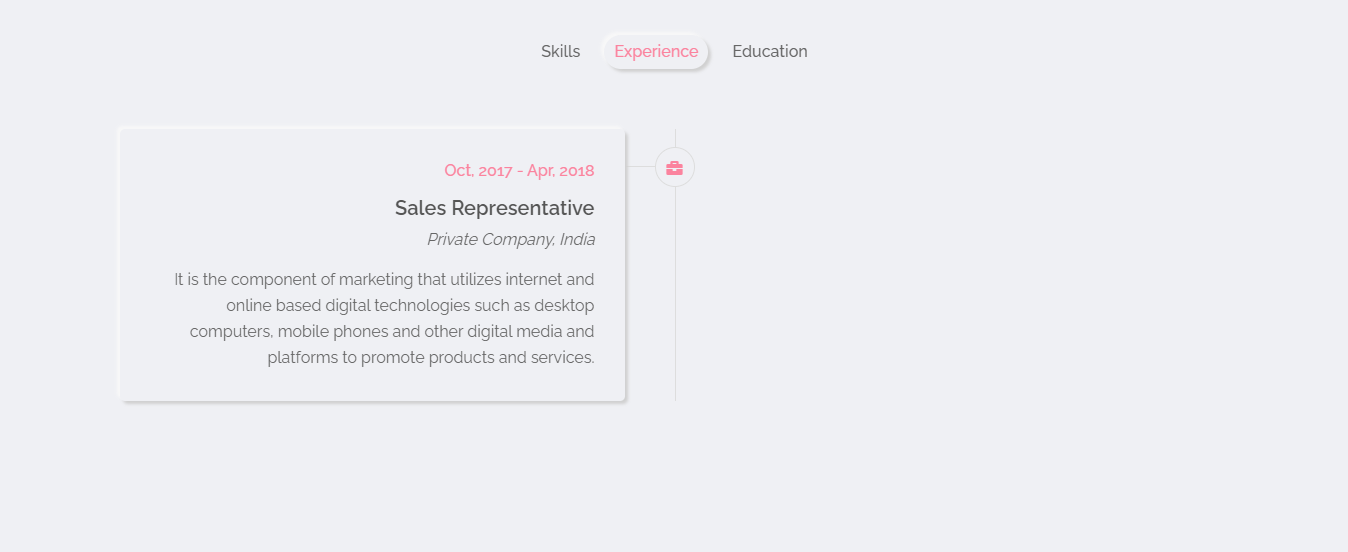 Skills Experience Education
Oct, 2017 - Apr, 2018
Sales Representative
Private Company, India
It is the component of marketing that utilizes internet and
online based digital technologies such as desktop
computers, mobile phones and other digital media and
platforms to promote products and services.